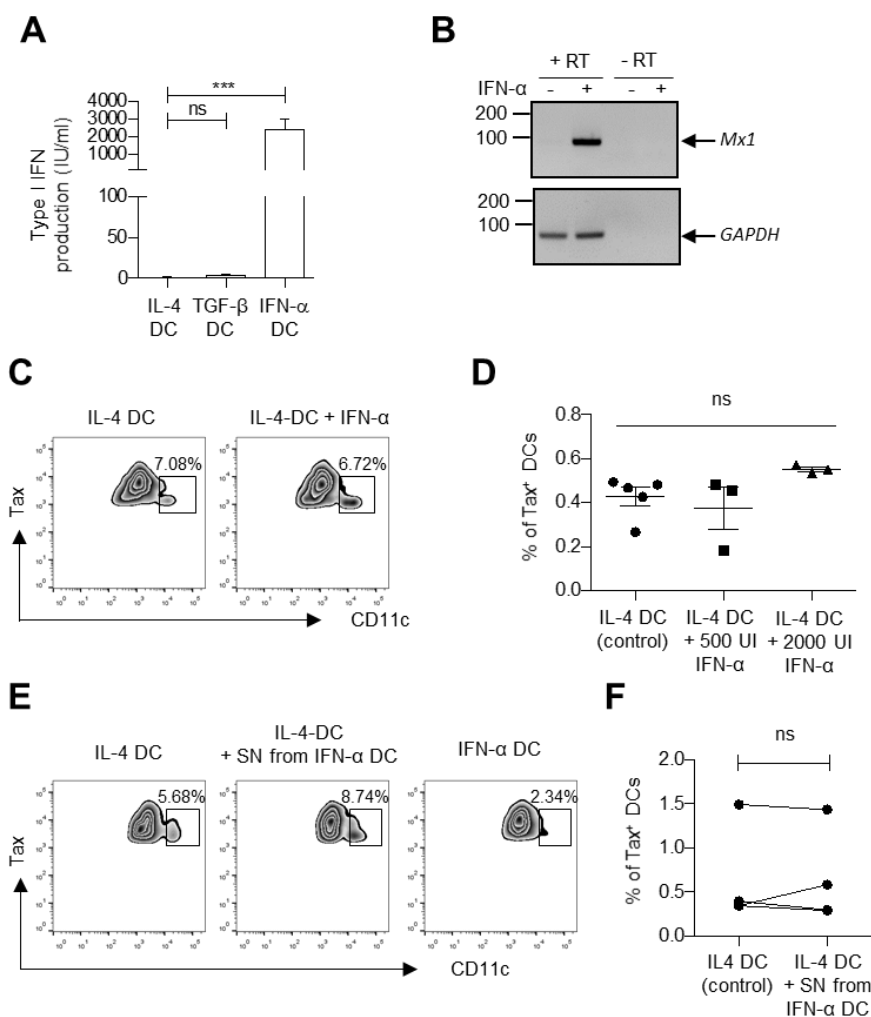 A
Type I IFN
production (IU/ml)
4000
3000
2000
1000
100
50
0
***
ns
IL-4
DC
TGF-β
DC
IFN-α
DC
B
+ RT
- RT
IFN-α
-
+
-
+
200
100
Mx1
200
100
GAPDH
C
IL-4 DC
IL-4-DC + IFN-α
7.08%
6.72%
Tax
CD11c
D
ns
% of Tax⁺ DCs
0.8
0.6
0.4
0.2
0.0
IL-4 DC
(control)
IL-4 DC
+ 500 UI
IFN-α
IL-4 DC
+ 2000 UI
IFN-α
E
IL-4 DC
IL-4-DC
+ SN from IFN-α DC
IFN-α DC
5.68%
8.74%
2.34%
Tax
CD11c
F
ns
% of Tax⁺ DCs
2.0
1.5
1.0
0.5
0.0
IL4 DC
(control)
IL-4 DC
+ SN from
IFN-α DC